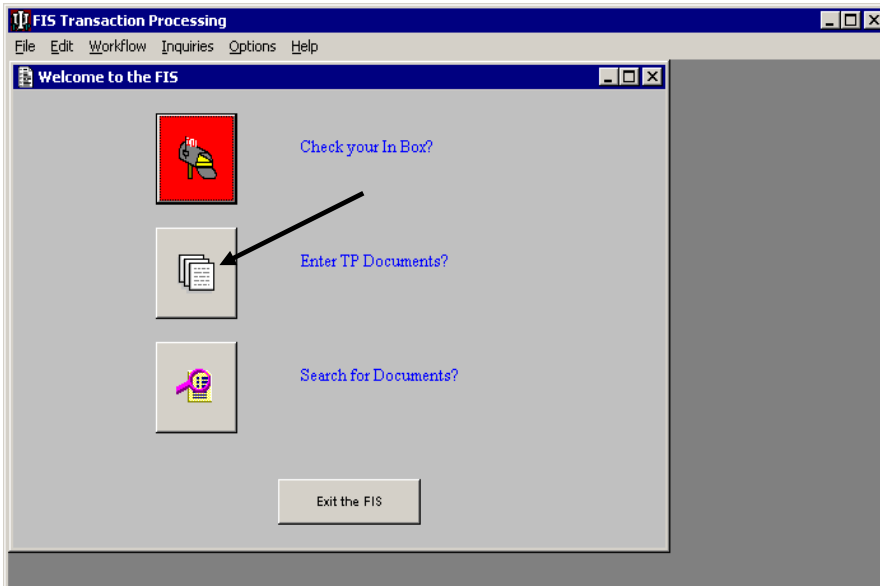 FIS Transaction Processing
File Edit Workflow Inquiries Options Help
Welcome to the FIS
Check your In Box?
Enter TP Documents?
Search for Documents?
Exit the FIS